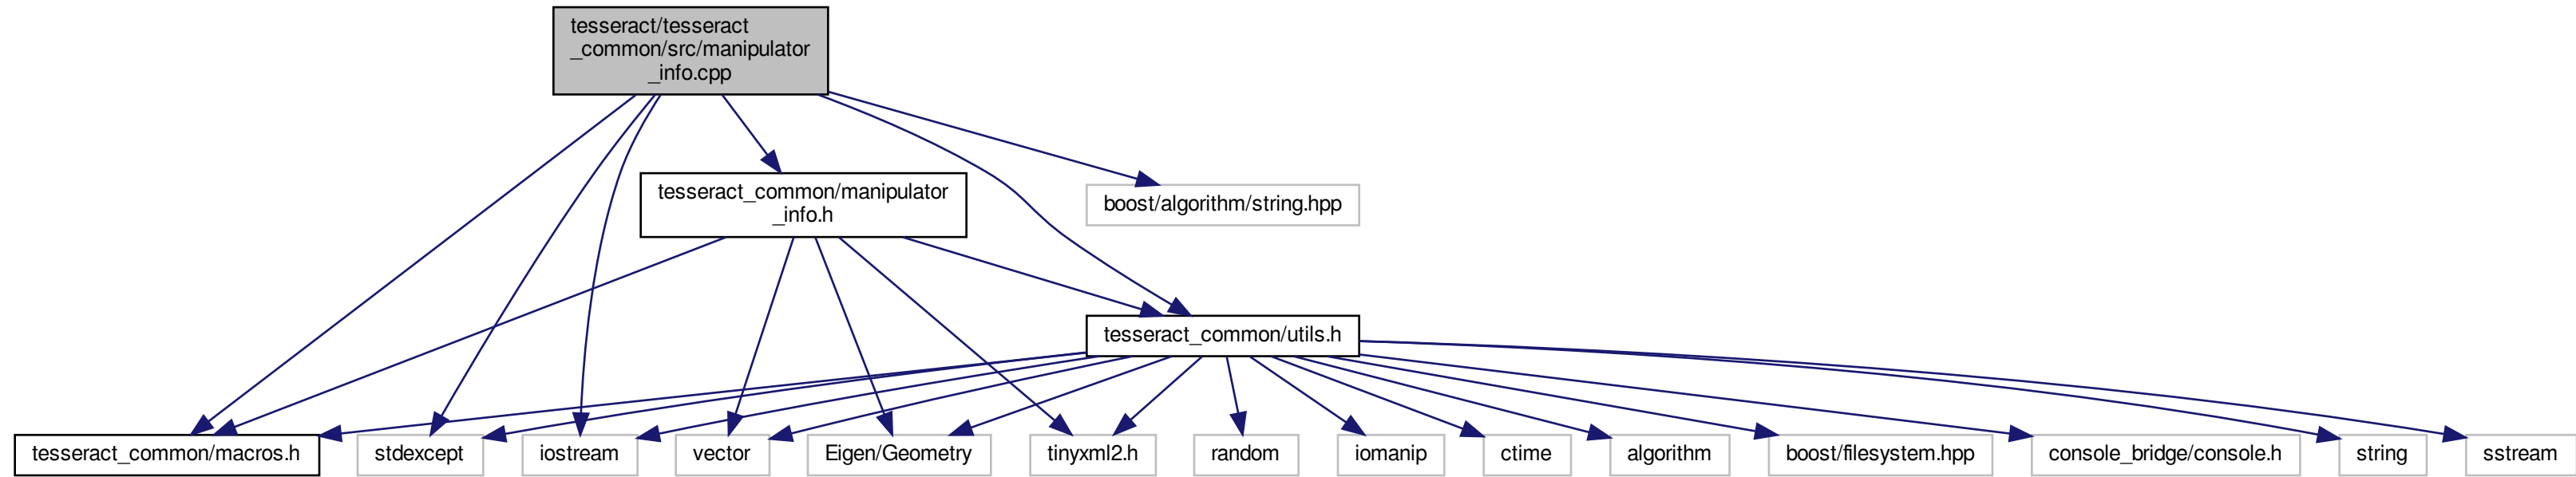 tesseract/tesseract
_common/src/manipulator
_info.cpp
tesseract_common/manipulator
_info.h
boost/algorithm/string.hpp
tesseract_common/utils.h
tesseract_common/macros.h
stdexcept
iostream
vector
Eigen/Geometry
tinyxml2.h
random
iomanip
ctime
algorithm
boost/filesystem.hpp
console_bridge/console.h
string
sstream